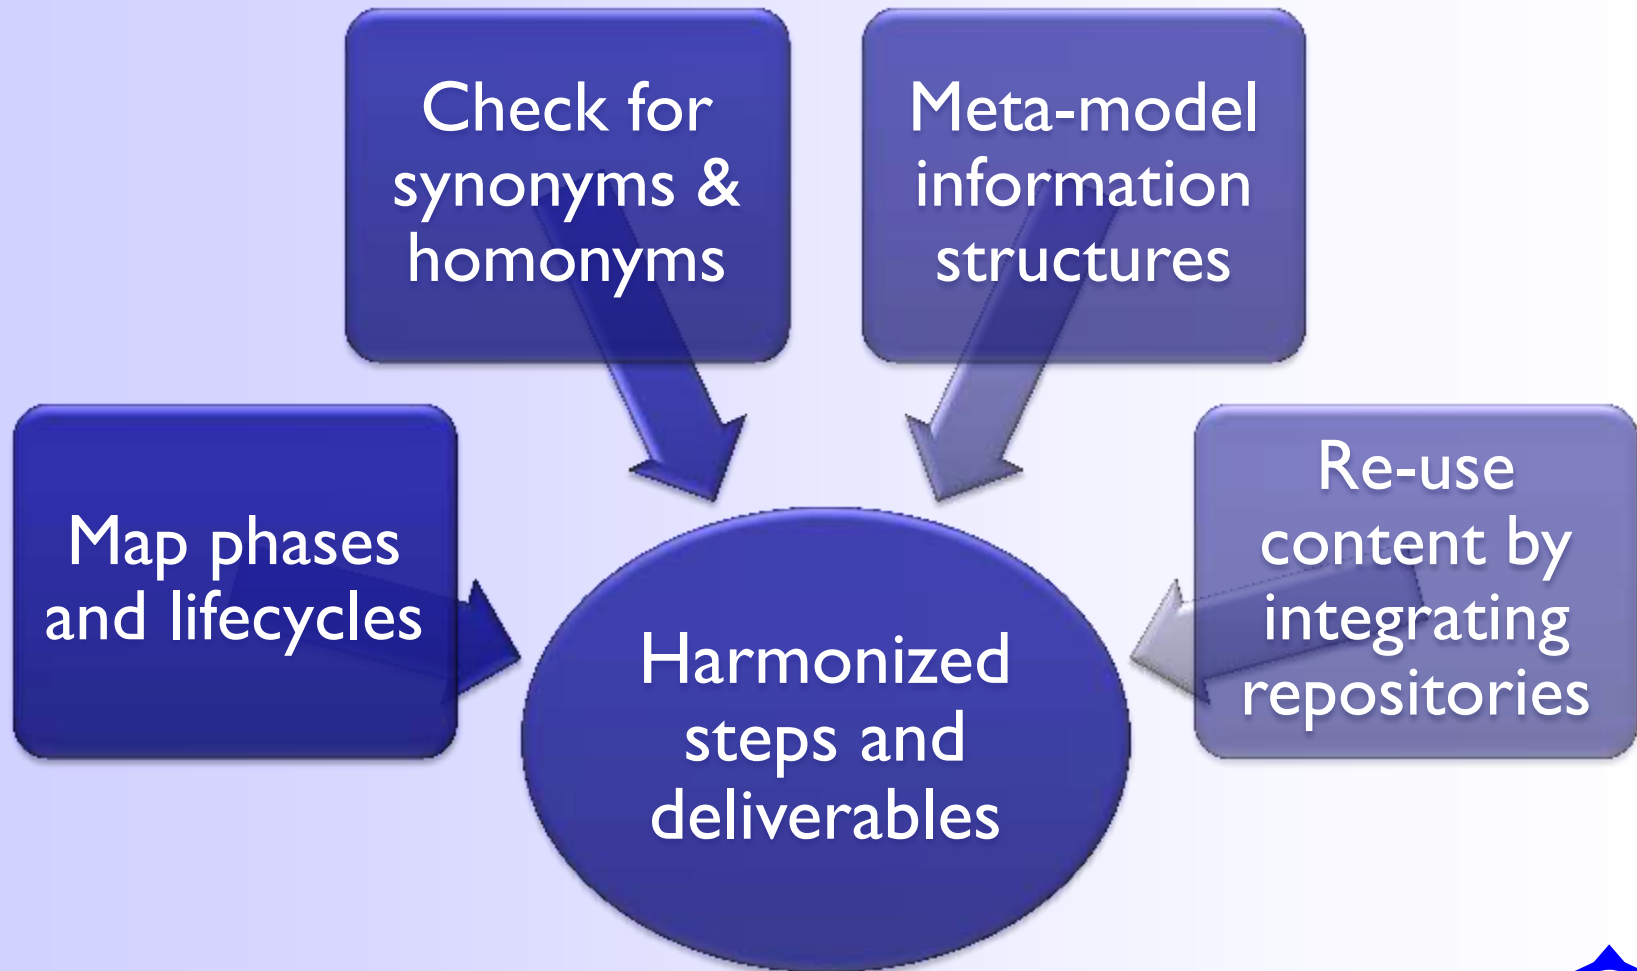 Check for
synonyms &
homonyms
Meta-model
information
structures
Map phases
and lifecycles
Re-use
content by
integrating
repositories
Harmonized
steps and
deliverables